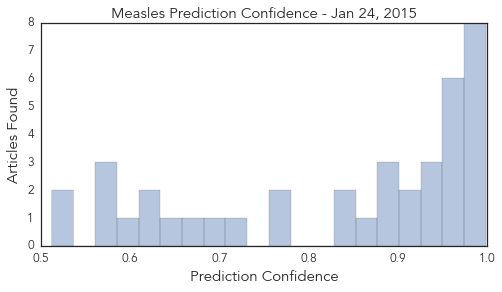 Measles Prediction Confidence - Jan 24, 2015
8
7
6
5
4
3
2
1
0
Articles Found
0.5 0.6 0.7 0.8 0.9 1.0
Prediction Confidence